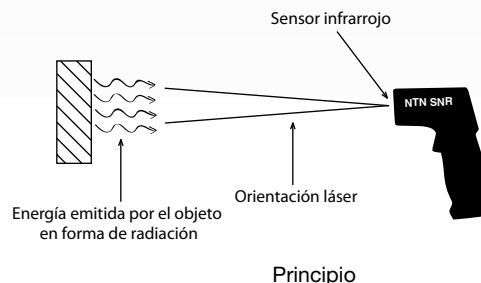 Sensor infrarrojo
NTN SNR
Orientación láser
Energía emitida por el objeto
en forma de radiación
Principio